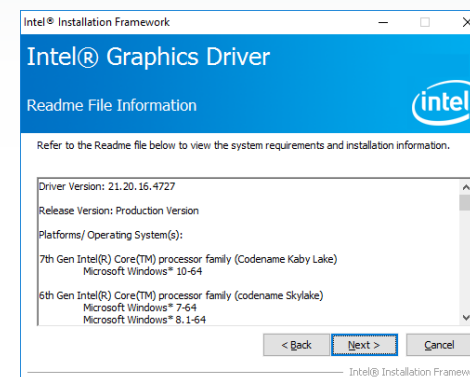 Intel® Installation Framework
Intel® Graphics Driver
Readme File Information
intel
Refer to the Readme file below to view the system requirements and installation information.
Driver Version: 21.20.16.4727
Release Version: Production Version
Platforms/ Operating System(s):
7th Gen Intel(R) Core(TM) processor family (Codename Kaby Lake)
Microsoft Windows* 10-64
6th Gen Intel(R) Core(TM) processor family (codename Skylake)
Microsoft Windows* 7-64
Microsoft Windows* 8.1-64
< Back Next > Cancel
Intel® Installation Framew